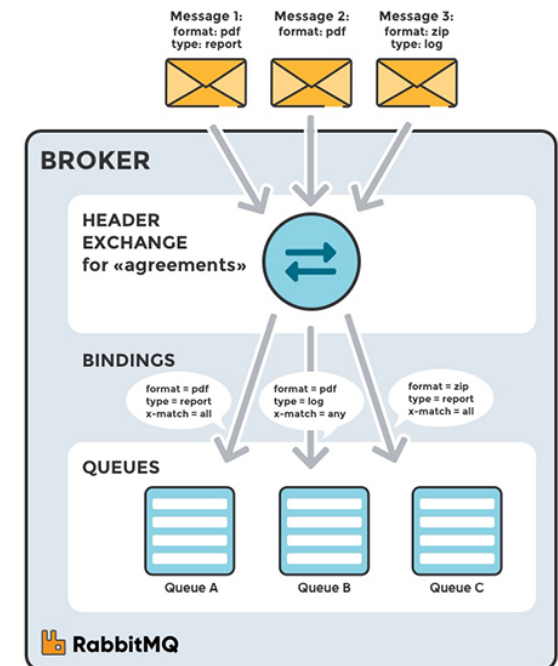 Message 1:
format: pdf
type: report
Message 2:
format: pdf
Message 3:
format: zip
type: log
BROKER
HEADER
EXCHANGE
for «agreements»
BINDINGS
format = pdf
type = report
x-match = all
format = pdf
type = log
x-match = any
format = zip
type = report
x-match = all
QUEUES
Queue A
Queue B
Queue C
RabbitMQ